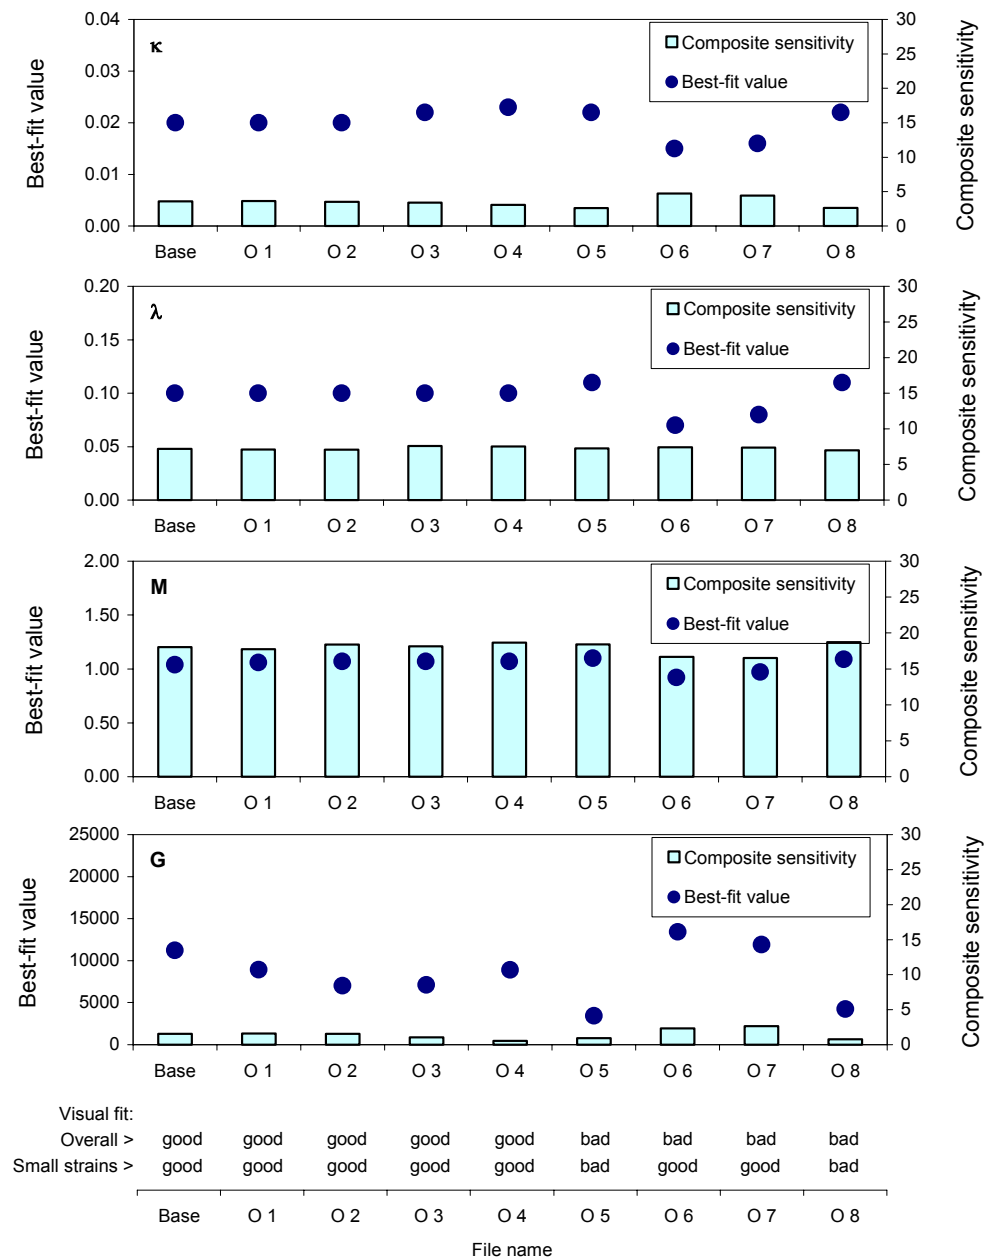 κ
Composite sensitivity
Best-fit value
0.04
0.03
0.02
0.01
0.00
30
25
20
15
10
5
0
Best-fit value
Composite sensitivity
Base O 1 O 2 O 3 O 4 O 5 O 6 O 7 O 8
λ
Composite sensitivity
Best-fit value
0.20
0.15
0.10
0.05
0.00
30
25
20
15
10
5
0
Best-fit value
Composite sensitivity
Base O 1 O 2 O 3 O 4 O 5 O 6 O 7 O 8
M
Composite sensitivity
Best-fit value
2.00
1.50
1.00
0.50
0.00
30
25
20
15
10
5
0
Best-fit value
Composite sensitivity
Base O 1 O 2 O 3 O 4 O 5 O 6 O 7 O 8
G
Composite sensitivity
Best-fit value
25000
20000
15000
10000
5000
0
30
25
20
15
10
5
0
Best-fit value
Composite sensitivity
Base O 1 O 2 O 3 O 4 O 5 O 6 O 7 O 8
Visual fit:
Overall > good good good good good bad bad bad bad
Small strains > good good good good good bad good good bad
Base O 1 O 2 O 3 O 4 O 5 O 6 O 7 O 8
File name